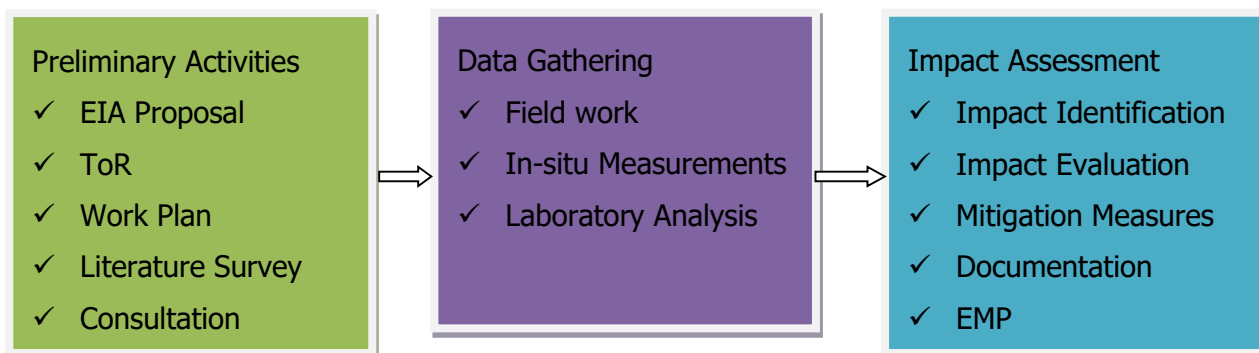 Preliminary Activities
✓ EIA Proposal
✓ ToR
✓ Work Plan
✓ Literature Survey
✓ Consultation
Data Gathering
✓ Field work
✓ In-situ Measurements
✓ Laboratory Analysis
Impact Assessment
✓ Impact Identification
✓ Impact Evaluation
✓ Mitigation Measures
✓ Documentation
✓ EMP